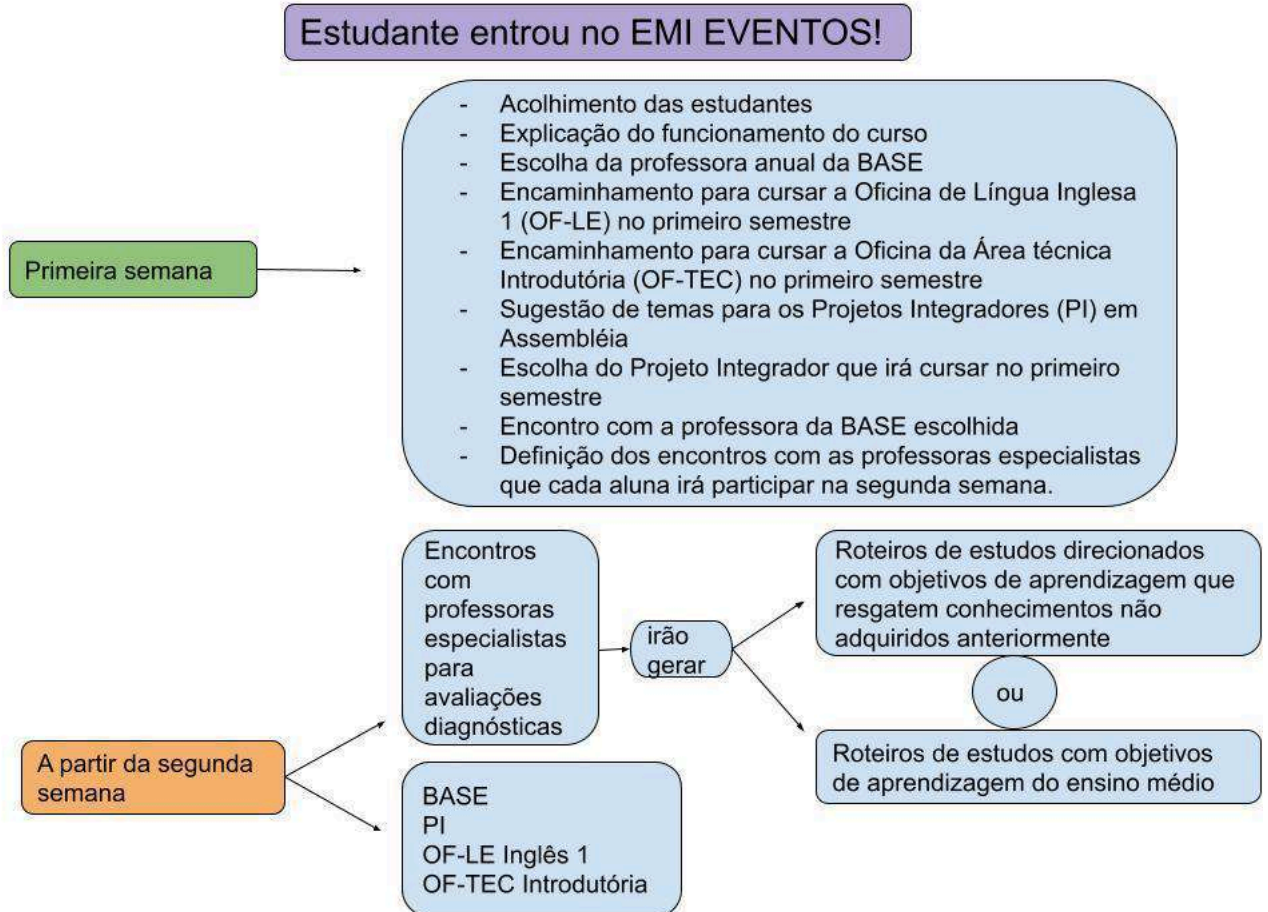 Estudante entrou no EMI EVENTOS!
- Acolhimento das estudantes
- Explicação do funcionamento do curso
- Escolha da professora anual da BASE
- Encaminhamento para cursar a Oficina de Língua Inglesa
1 (OF-LE) no primeiro semestre
- Encaminhamento para cursar a Oficina da Área técnica
Introdutória (OF-TEC) no primeiro semestre
- Sugestão de temas para os Projetos Integradores (PI) em
Assembléia
- Escolha do Projeto Integrador que irá cursar no primeiro
semestre
- Encontro com a professora da BASE escolhida
- Definição dos encontros com as professoras especialistas
que cada aluna irá participar na segunda semana.
Primeira semana
Encontros
com
professoras
especialistas
para
avaliações
diagnósticas
irão
gerar
Roteiros de estudos direcionados
com objetivos de aprendizagem que
resgatem conhecimentos não
adquiridos anteriormente
ou
Roteiros de estudos com objetivos
de aprendizagem do ensino médio
A partir da segunda
semana
BASE
PI
OF-LE Inglês 1
OF-TEC Introdutória